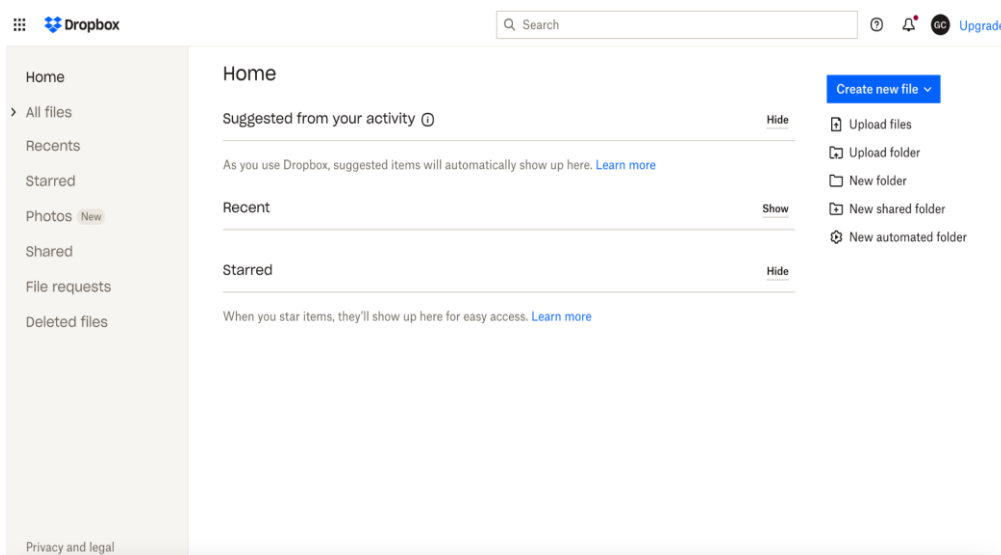 Dropbox
Search
GC
Upgrade
Home
All files
Recents
Starred
Photos New
Shared
File requests
Deleted files
Privacy and legal
Home
Suggested from your activity
Hide
As you use Dropbox, suggested items will automatically show up here. Learn more
Recent
Show
Starred
Hide
When you star items, they'll show up here for easy access. Learn more
Create new file
Upload files
Upload folder
New folder
New shared folder
New automated folder